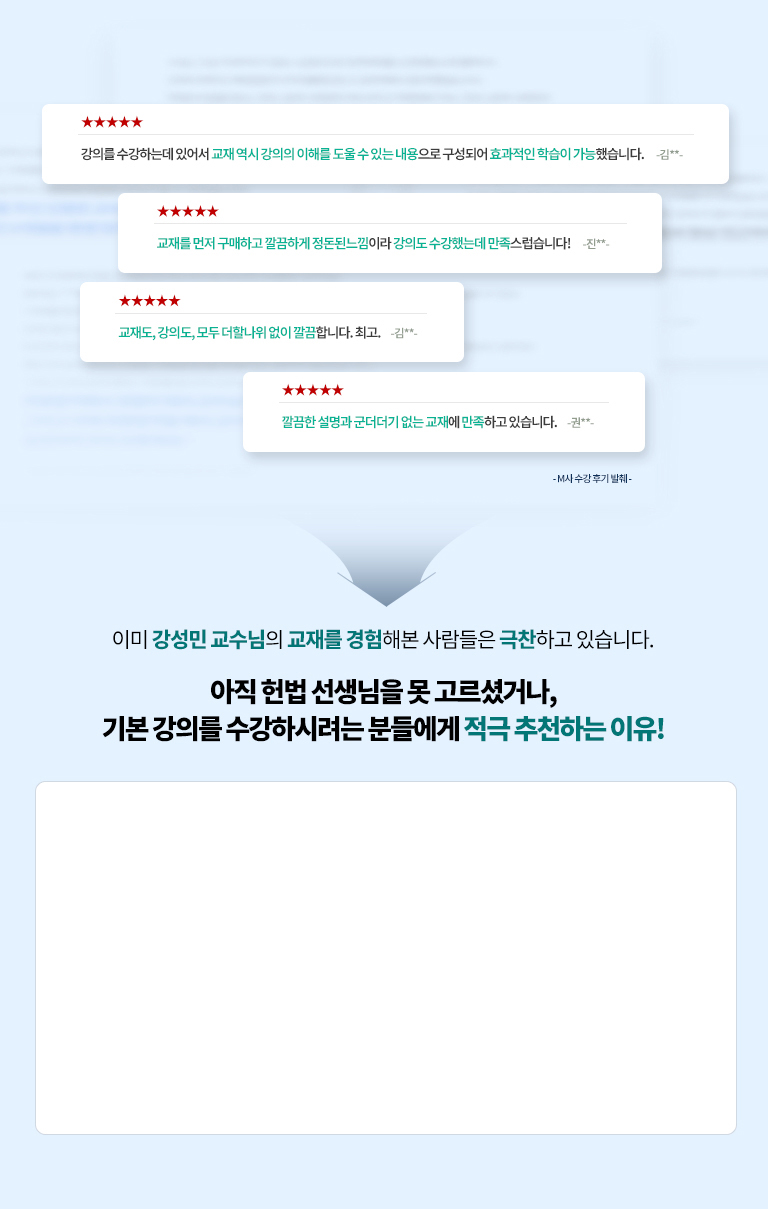 ★★★★★
강의를 수강하는데 있어서 교재 역시 강의의 이해를 도울 수 있는 내용으로 구성되어 효과적인 학습이 가능했습니다. -김**-
★★★★★
교재를 먼저 구매하고 깔끔하게 정돈된느낌이라 강의도 수강했는데 만족스럽습니다! -진**-
★★★★★
교재도, 강의도, 모두 더할나위 없이 깔끔합니다. 최고. -김**-
★★★★★
깔끔한 설명과 군더더기 없는 교재에 만족하고 있습니다. -권**-
- M사 수강 후기 발췌 -
이미 강성민 교수님의 교재를 경험해본 사람들은 극찬하고 있습니다.
아직 헌법 선생님을 못 고르셨거나,
기본 강의를 수강하시려는 분들에게 적극 추천하는 이유!